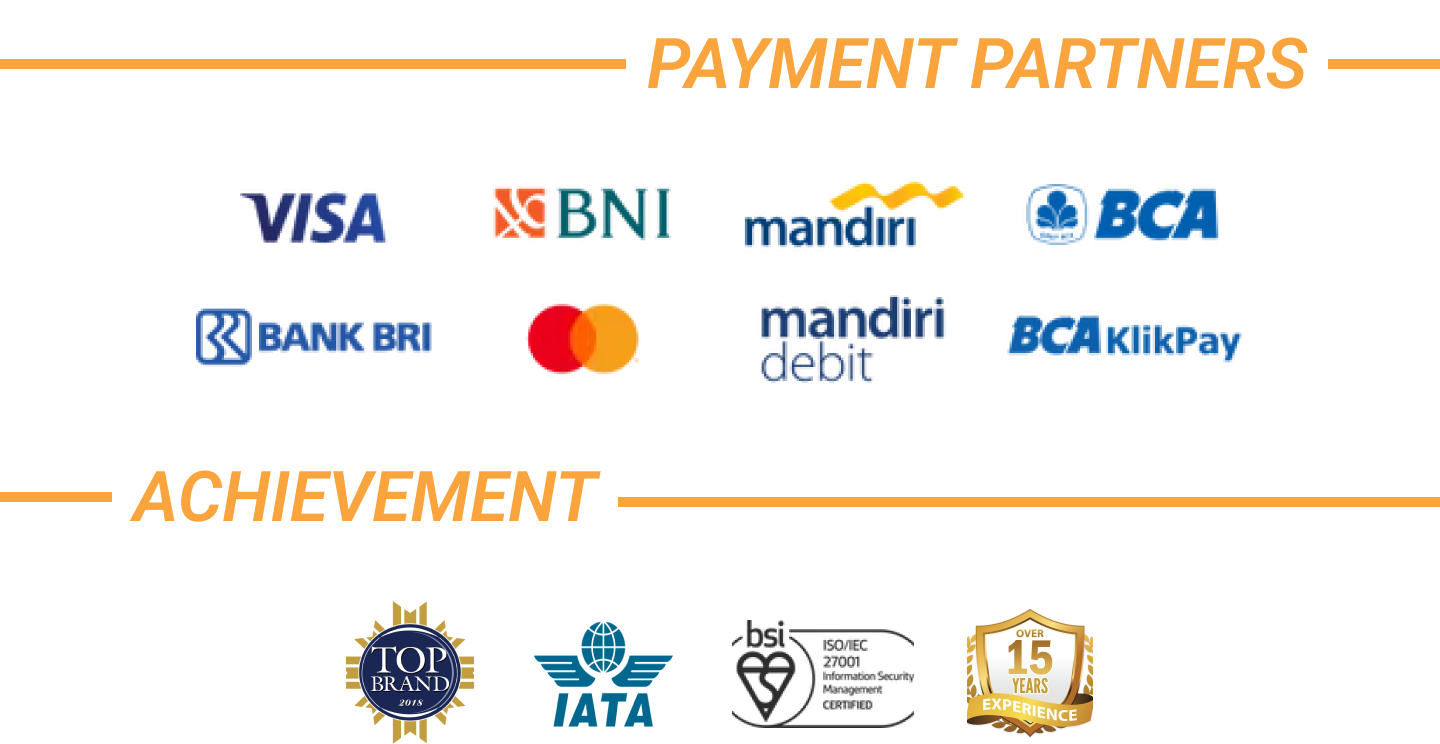 PAYMENT PARTNERS
VISA
BNI
mandırı
BCA
BANK BRI
mandiri
debit
BCA KlikPay
ACHIEVEMENT
TOP
BRAND
2018
IATA
bsi
ISO/IEC
27001
Information Security
Management
CERTIFIED
OVER
15
YEARS
EXPERIENCE